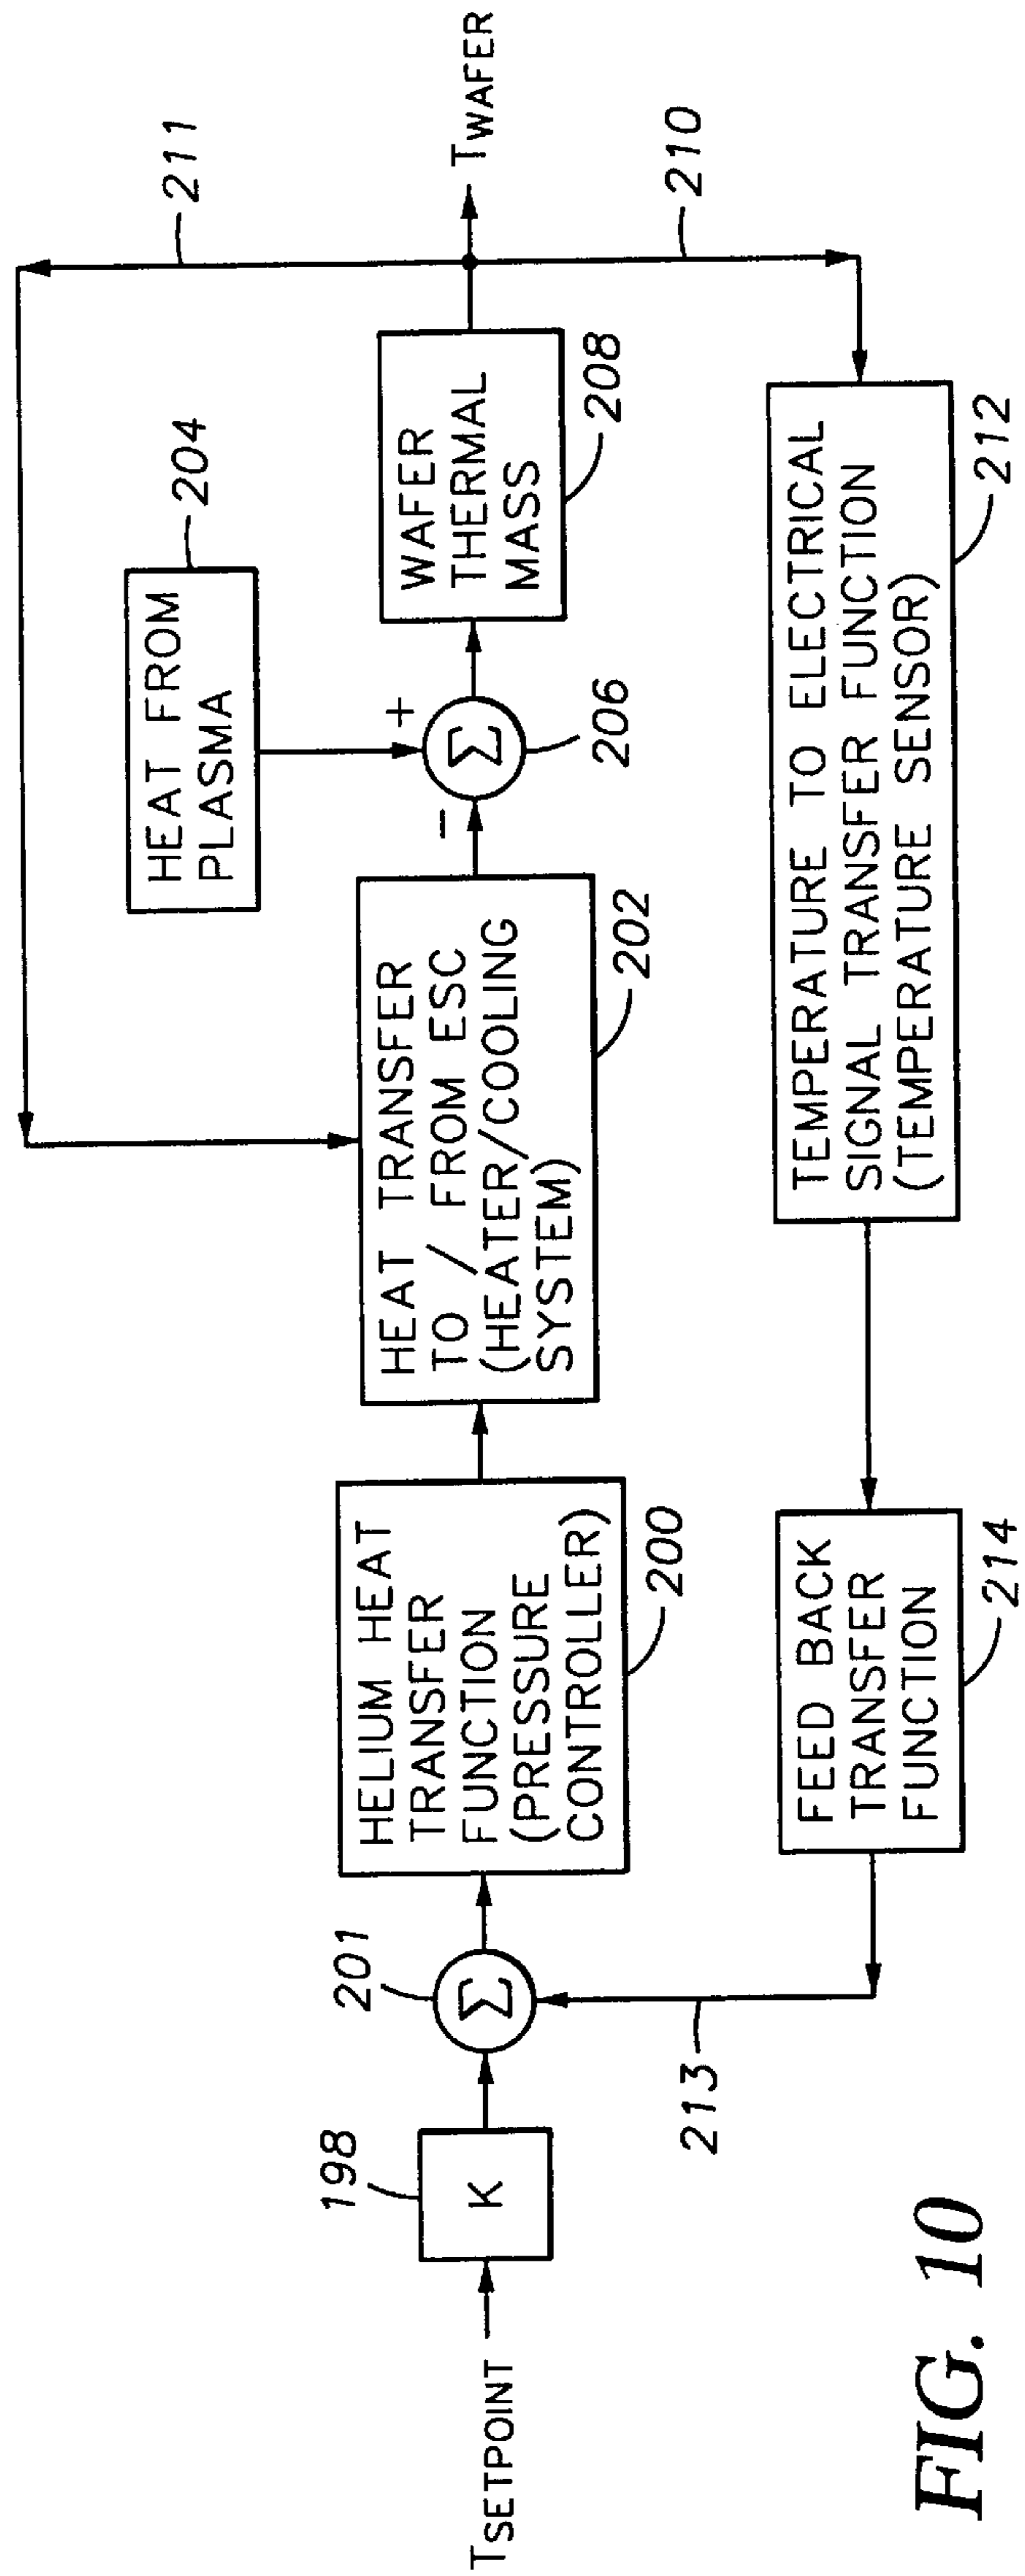 211
HEAT FROM
PLASMA
204
TSETPOINT
198
K
201
Σ
HELIUM HEAT
TRANSFER
FUNCTION
(PRESSURE
CONTROLLER)
200
HEAT TRANSFER
TO / FROM ESC
(HEATER/COOLING
SYSTEM)
202
−
+
Σ
206
WAFER
THERMAL
MASS
208
TWAFER
210
213
FEED BACK
TRANSFER
FUNCTION
214
TEMPERATURE TO ELECTRICAL
SIGNAL TRANSFER FUNCTION
(TEMPERATURE SENSOR)
212
FIG. 10